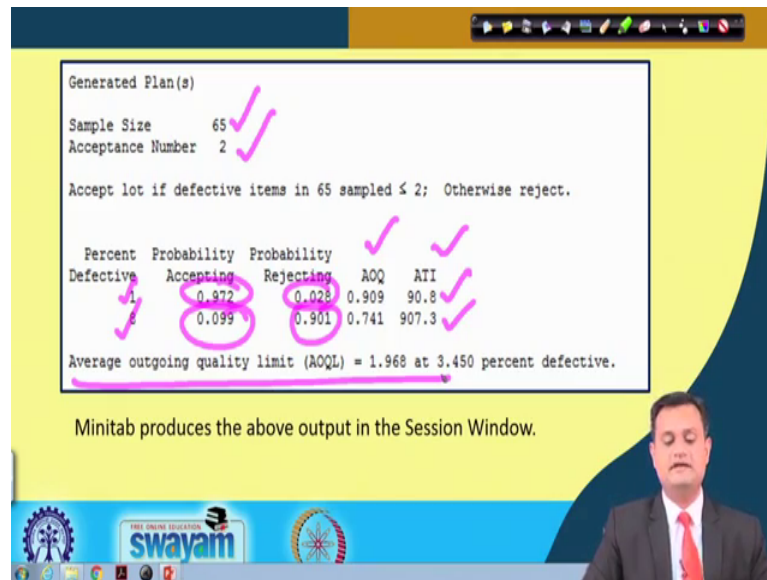 Generated Plan(s)
Sample Size 65
Acceptance Number 2
Accept lot if defective items in 65 sampled ≤ 2; Otherwise reject.
Percent Probability Probability
Defective Accepting Rejecting AOQ ATI
1 0.972 0.028 0.909 90.8
8 0.099 0.901 0.741 907.3
Average outgoing quality limit (AOQL) = 1.968 at 3.450 percent defective.
Minitab produces the above output in the Session Window.
FREE ONLINE EDUCATION
swayam